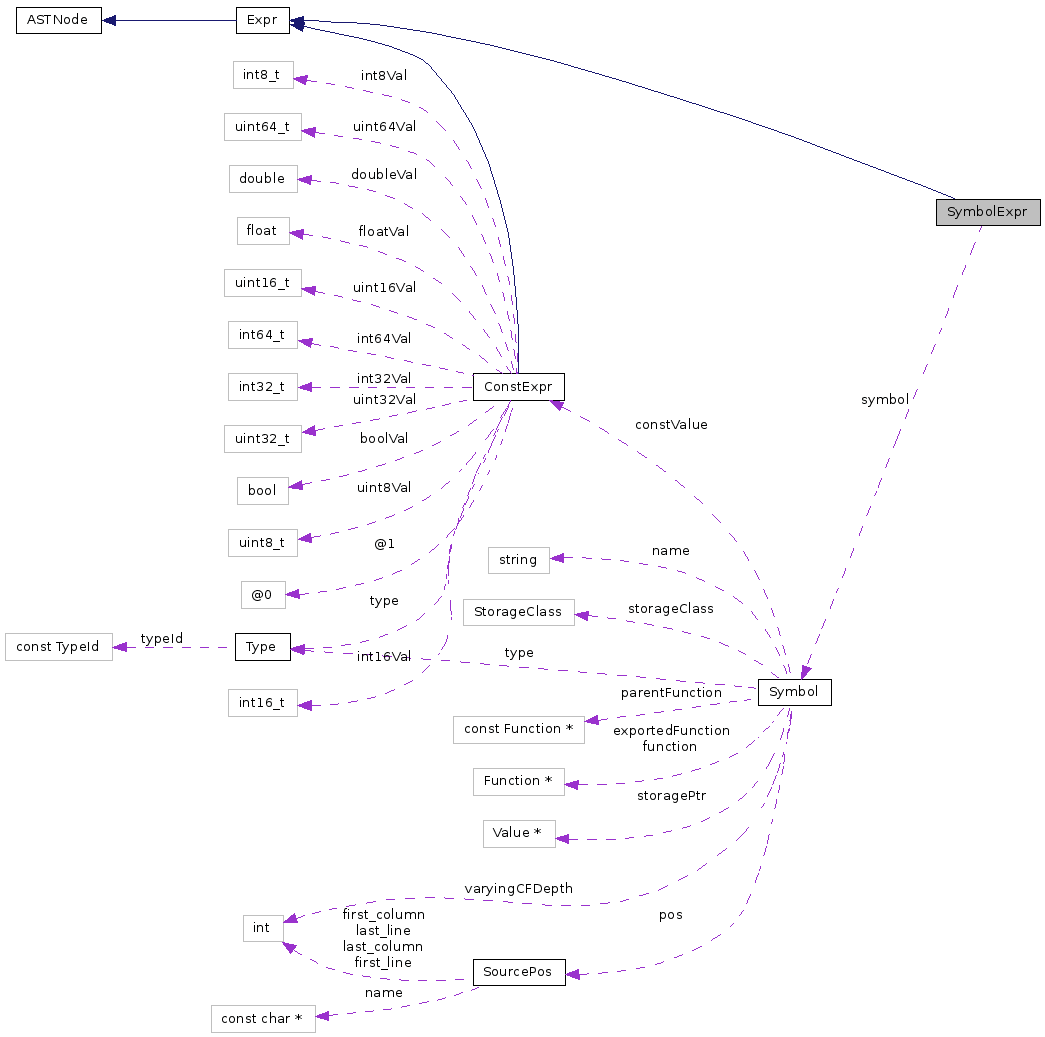 ASTNode
Expr
int8_t
int8Val
uint64_t
uint64Val
double
doubleVal
SymbolExpr
float
floatVal
uint16_t
uint16Val
int64_t
int64Val
int32_t
int32Val
ConstExpr
uint32Val
symbol
uint32_t
boolVal
constValue
bool
uint8Val
uint8_t
@1
name
string
@0
type
storageClass
StorageClass
const TypeId
typeId
Type
int16Val
type
Symbol
int16_t
parentFunction
const Function *
exportedFunction
function
Function *
storagePtr
Value *
varyingCFDepth
int
first_column
last_line
last_column
first_line
pos
SourcePos
name
const char *